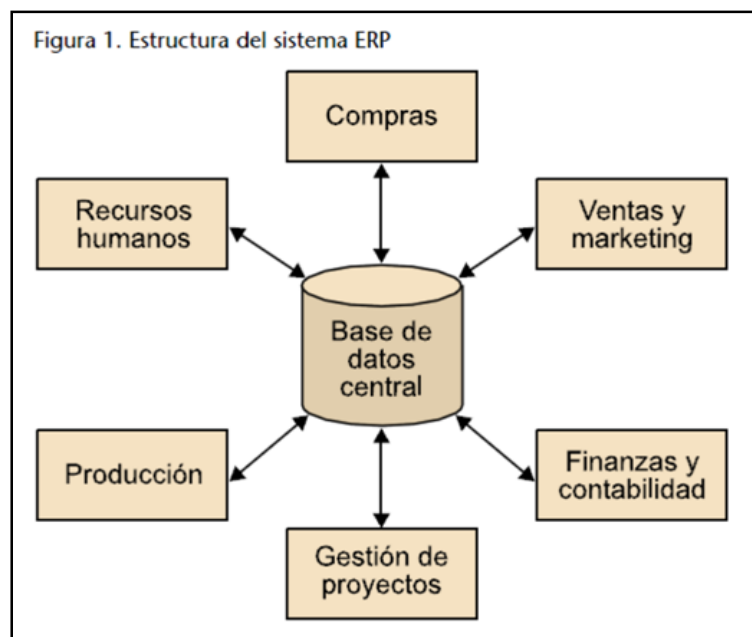 Figura 1. Estructura del sistema ERP
Compras
Recursos
humanos
Ventas y
marketing
Base de
datos
central
Producción
Finanzas y
contabilidad
Gestión de
proyectos